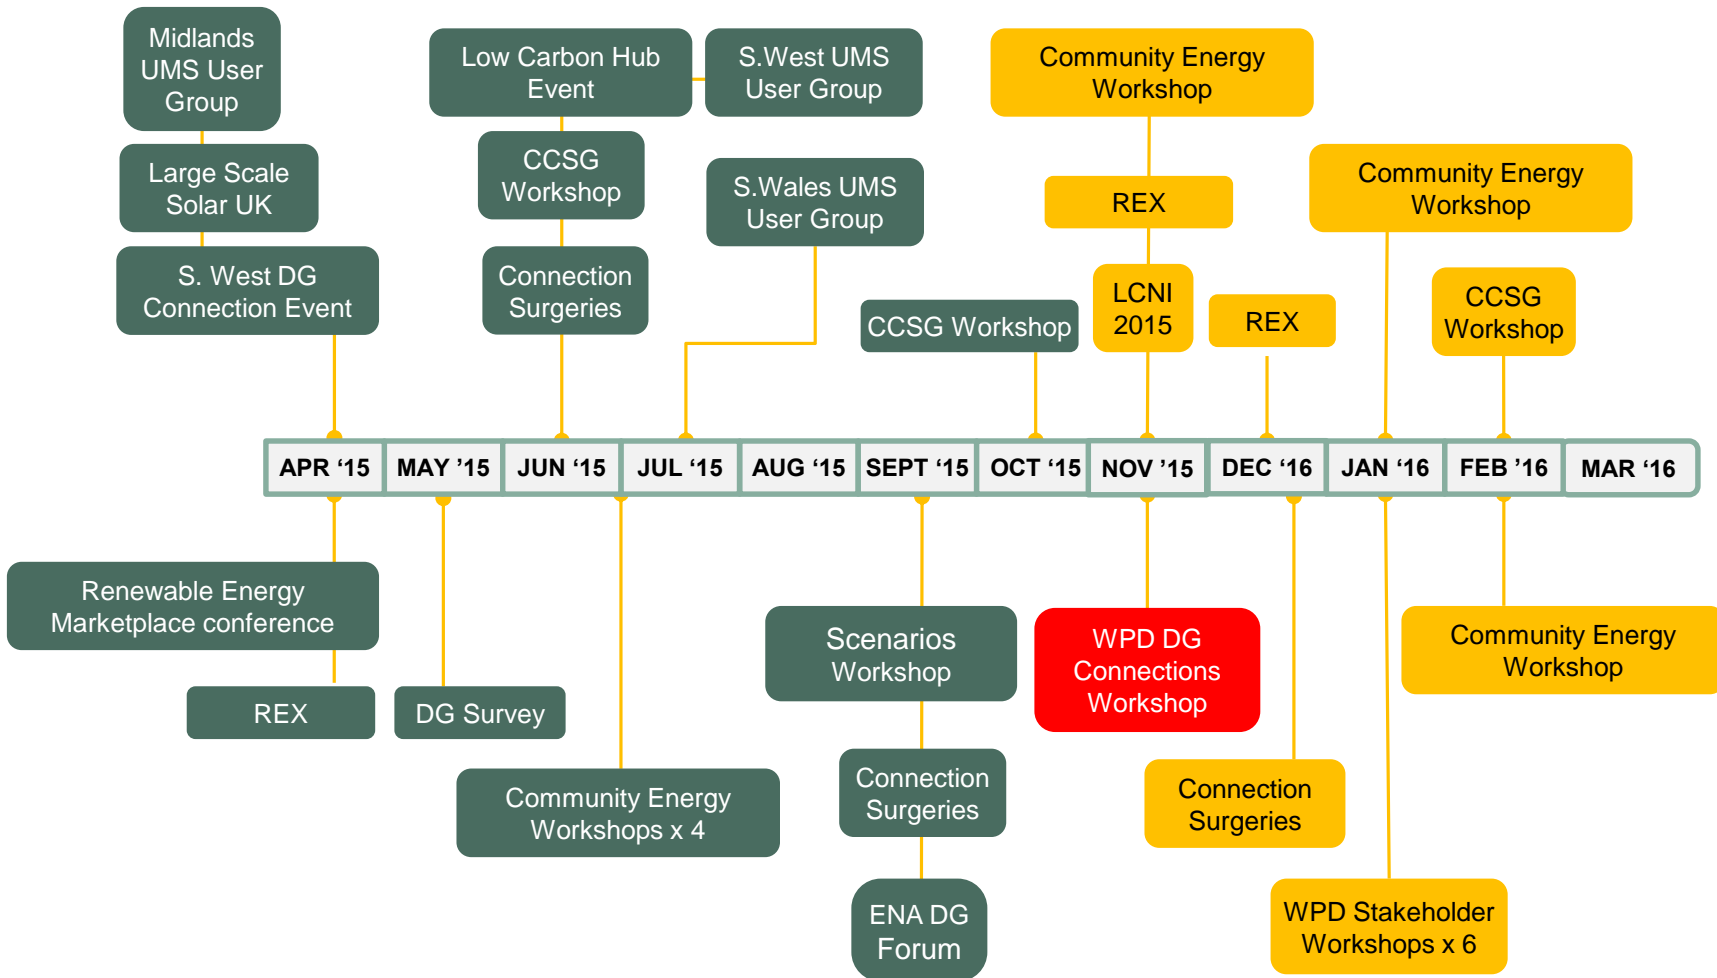 Midlands
UMS User
Group
Low Carbon Hub
Event
S.West UMS
User Group
Community Energy
Workshop
Large Scale
Solar UK
CCSG
Workshop
S.Wales UMS
User Group
REX
Community Energy
Workshop
S. West DG
Connection Event
Connection
Surgeries
CCSG Workshop
LCNI
2015
REX
CCSG
Workshop
APR ‘15
MAY ’15
JUN ‘15
JUL ‘15
AUG ‘15
SEPT ‘15
OCT ‘15
NOV ’15
DEC ‘16
JAN ‘16
FEB ’16
MAR ‘16
Renewable Energy
Marketplace conference
REX
DG Survey
Community Energy
Workshops x 4
Scenarios
Workshop
Connection
Surgeries
ENA DG
Forum
WPD DG
Connections
Workshop
Connection
Surgeries
WPD Stakeholder
Workshops x 6
Community Energy
Workshop